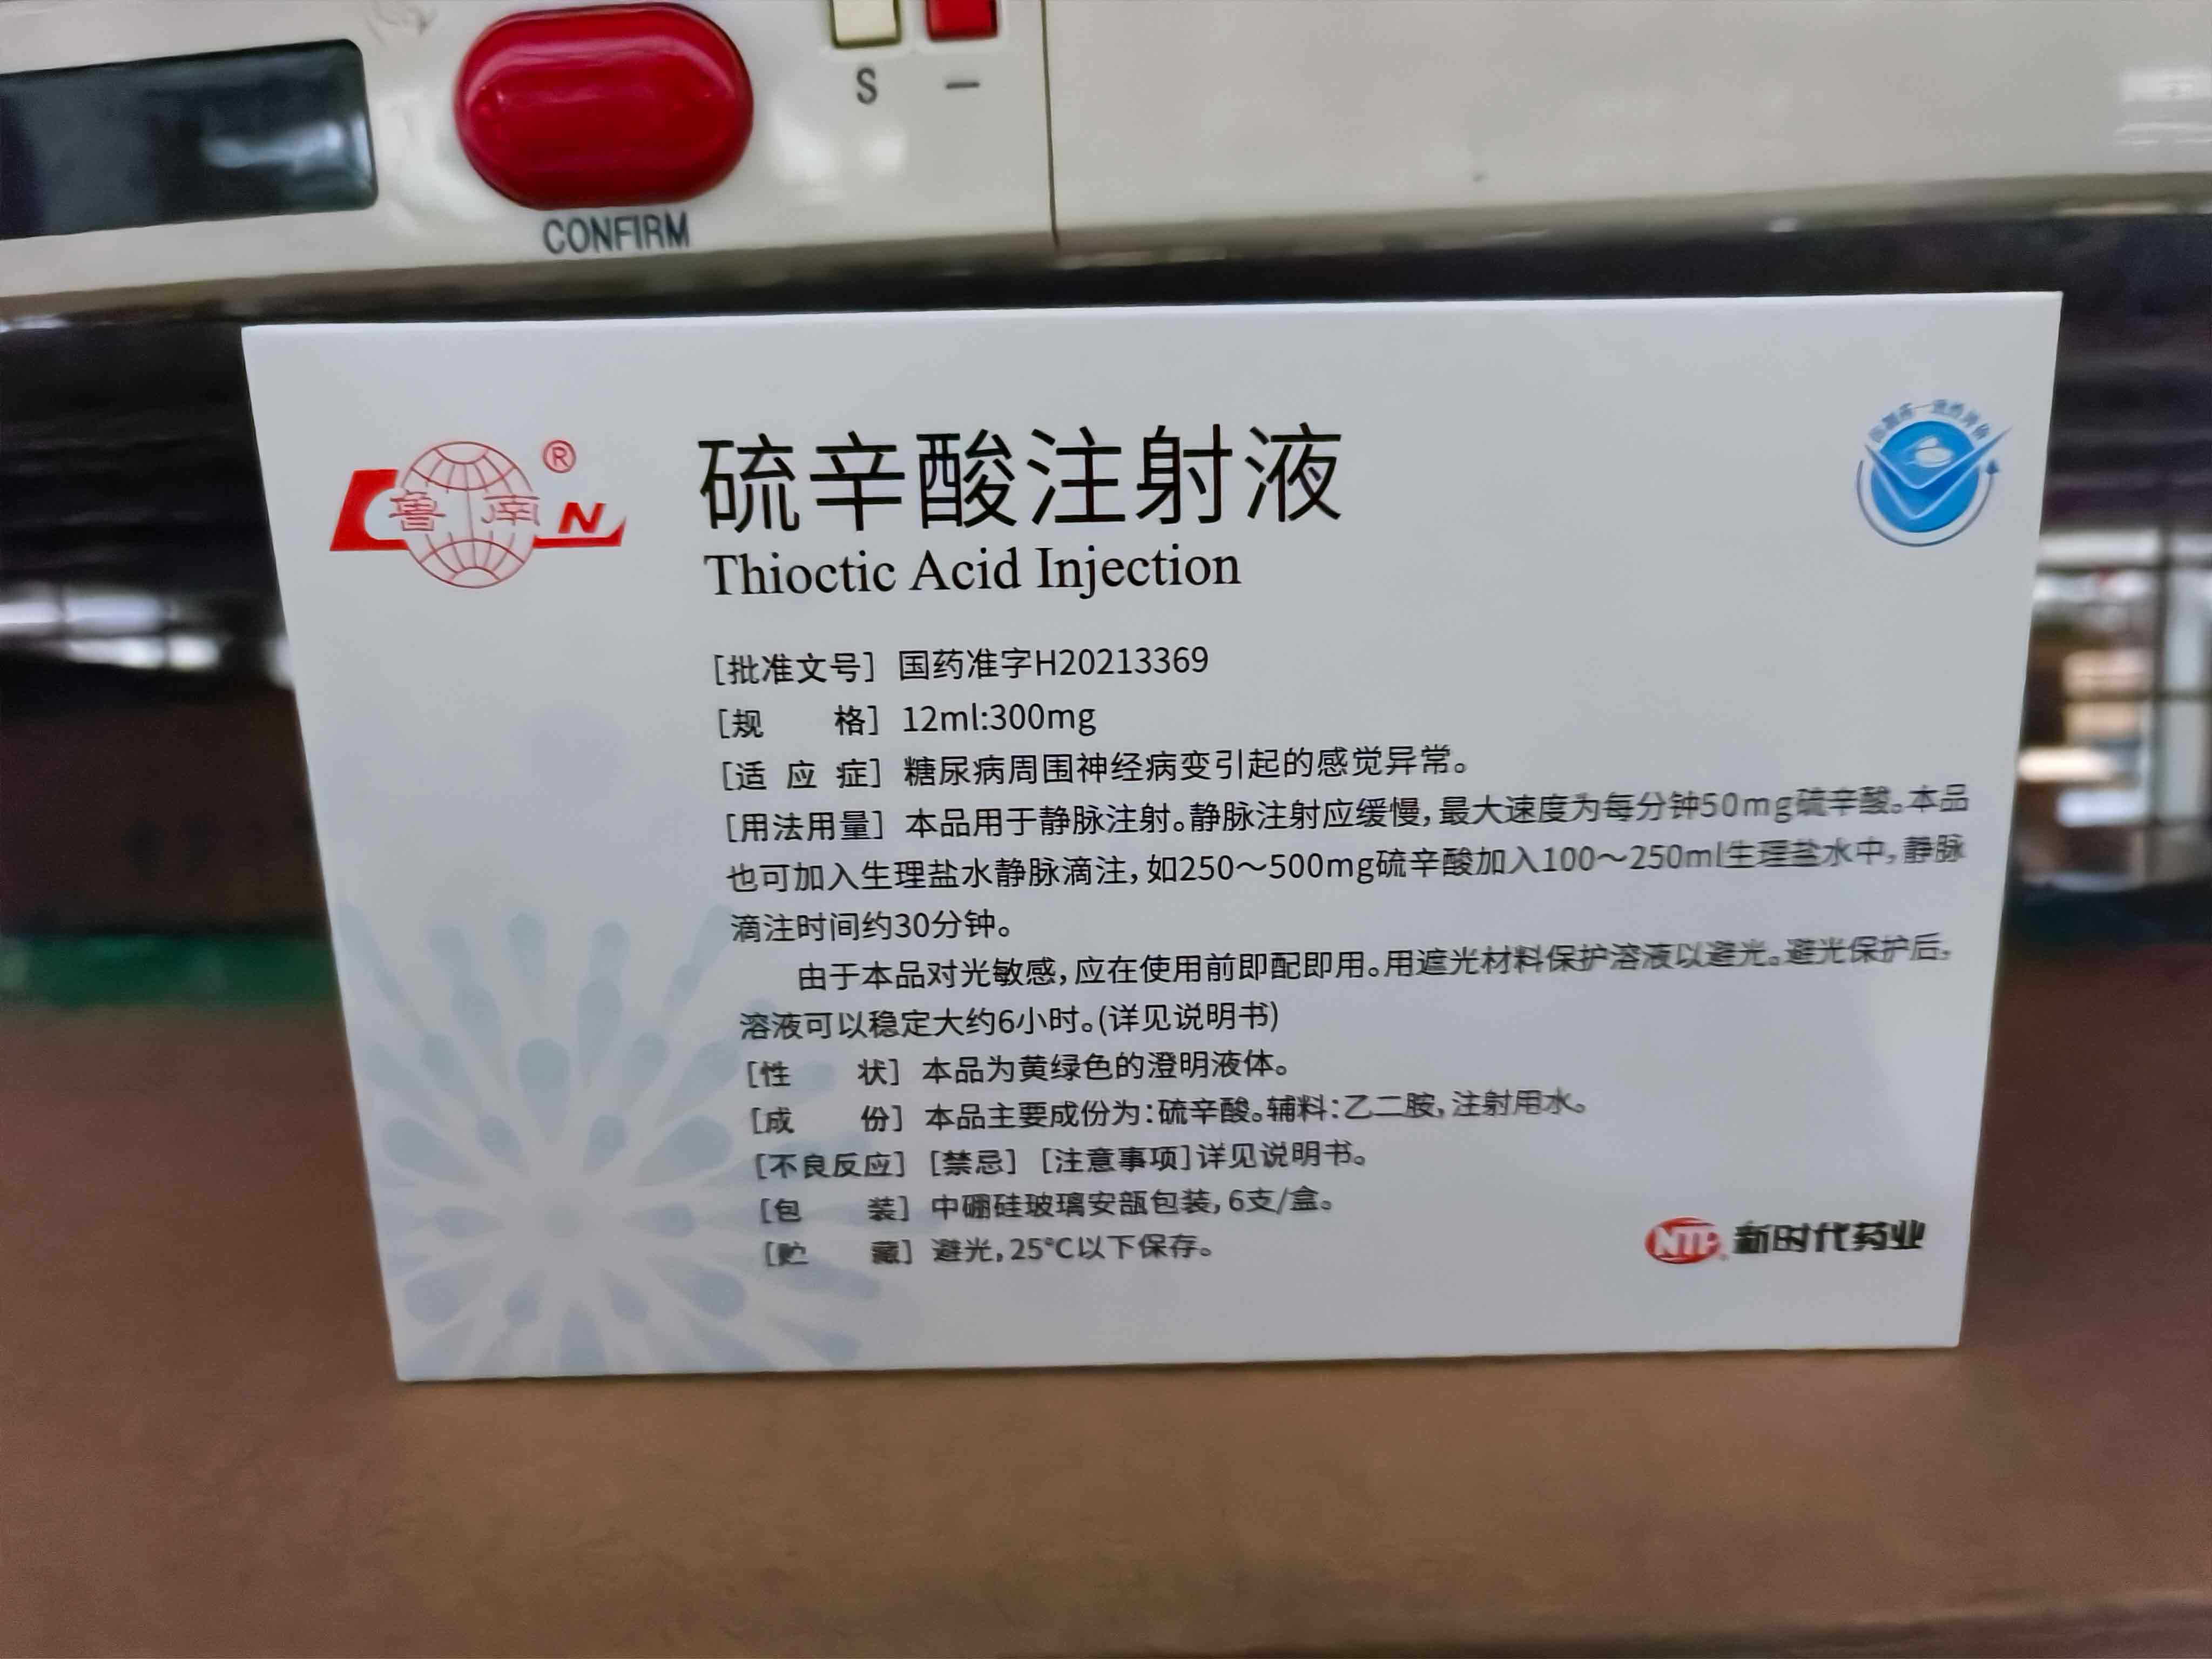 S —
CONFIRM
鲁南 N ®
硫辛酸注射液
Thioctic Acid Injection
仿制药一致性评价
[批准文号] 国药准字H20213369
[规 格] 12ml:300mg
[适 应 症] 糖尿病周围神经病变引起的感觉异常。
[用法用量] 本品用于静脉注射。静脉注射应缓慢,最大速度为每分钟50mg硫辛酸。本品
也可加入生理盐水静脉滴注,如250～500mg硫辛酸加入100～250ml生理盐水中,静脉
滴注时间约30分钟。
由于本品对光敏感,应在使用前即配即用。用遮光材料保护溶液以避光。避光保护后,
溶液可以稳定大约6小时。(详见说明书)
[性 状] 本品为黄绿色的澄明液体。
[成 份] 本品主要成份为:硫辛酸。辅料:乙二胺,注射用水。
[不良反应] [禁忌] [注意事项]详见说明书。
[包 装] 中硼硅玻璃安瓿包装,6支/盒。
[贮 藏] 避光,25℃以下保存。
NTP 新时代药业